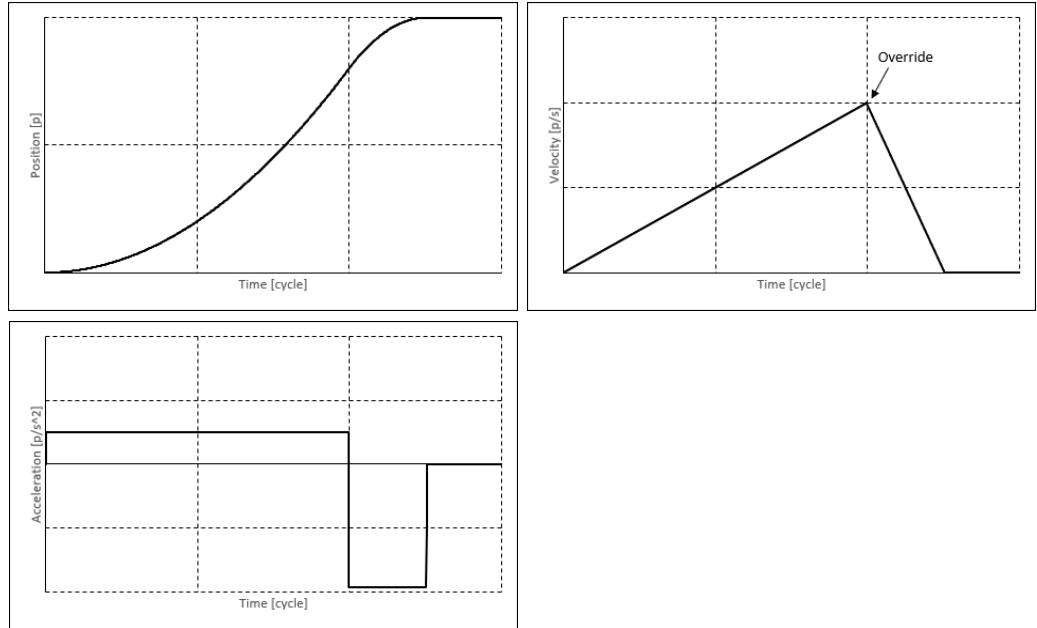 Position [p]
Time [cycle]
Velocity [p/s]
Override
Time [cycle]
Acceleration [p/s^2]
Time [cycle]